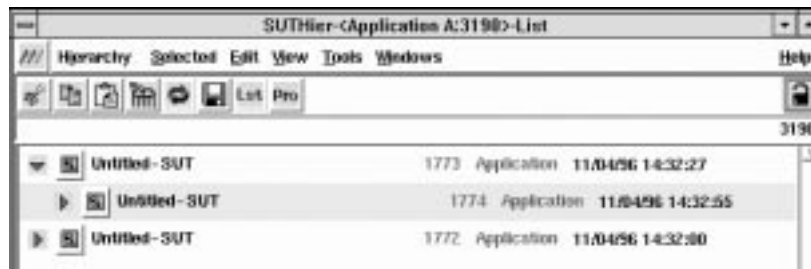 SUTHier-<Application A:3198>-List
Hierarchy Selected Edit View Tools Windows Help
Lst Pro
3198
Untitled-SUT 1773 Application 11/04/96 14:32:27
Untitled-SUT 1774 Application 11/04/96 14:32:55
Untitled-SUT 1772 Application 11/04/96 14:32:00